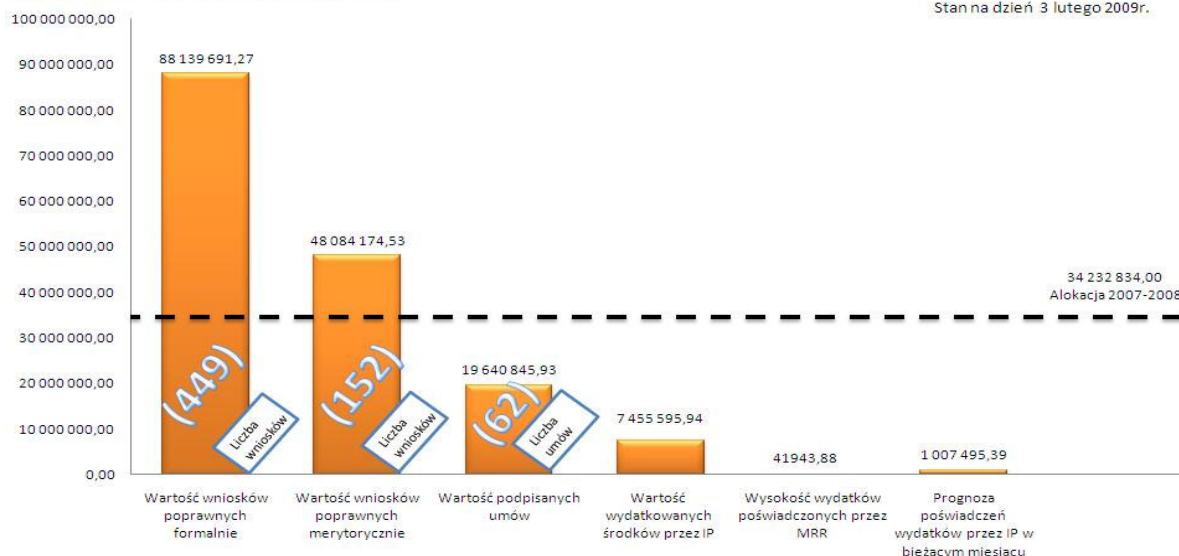 Stan na dzień 3 lutego 2009r.
100 000 000,00
90 000 000,00
80 000 000,00
70 000 000,00
60 000 000,00
50 000 000,00
40 000 000,00
30 000 000,00
20 000 000,00
10 000 000,00
0,00
88 139 691,27
48 084 174,53
19 640 845,93
7 455 595,94
41943,88
1 007 495,39
34 232 834,00
Alokacja 2007-2008
(449)
Liczba
wniosków
(152)
Liczba
wniosków
(62)
Liczba
umów
Wartość wniosków
poprawnych
formalnie
Wartość wniosków
poprawnych
merytorycznie
Wartość podpisanych
umów
Wartość
wydatkowanych
środków przez IP
Wysokość wydatków
poświadczonych przez
MRR
Prognoza
poświadczeń
wydatków przez IP w
bieżącym miesiącu